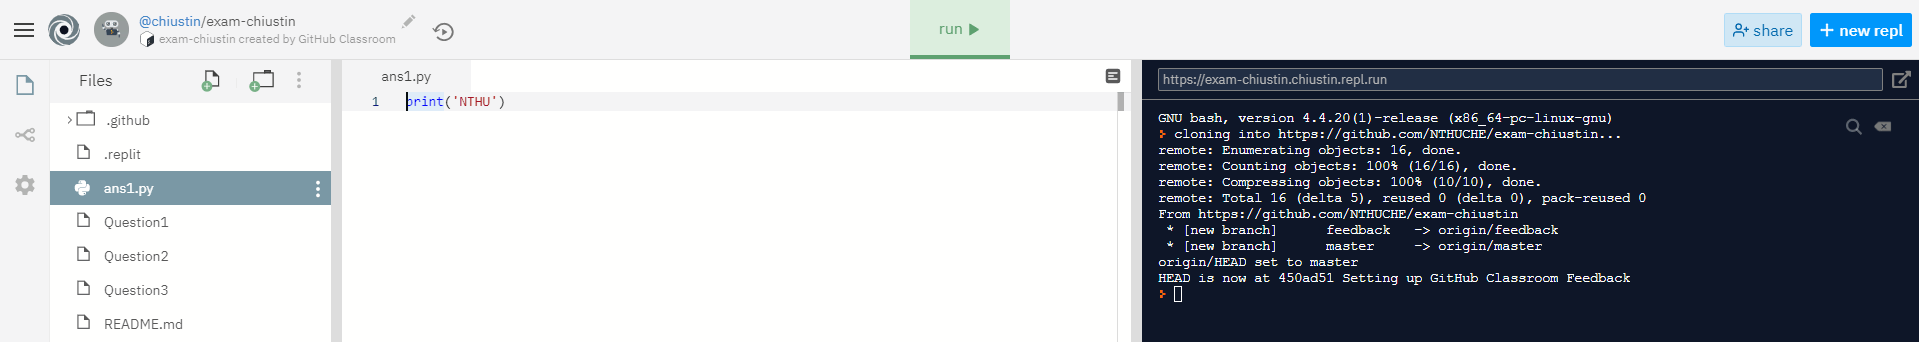 @chiustin/exam-chiustin
exam-chiustin created by GitHub Classroom
run
share
+ new repl
Files
.github
.replit
ans1.py
Question1
Question2
Question3
README.md
ans1.py
1 print('NTHU')
https://exam-chiustin.chiustin.repl.run
GNU bash, version 4.4.20(1)-release (x86_64-pc-linux-gnu)
cloning into https://github.com/NTHUCHE/exam-chiustin...
remote: Enumerating objects: 16, done.
remote: Counting objects: 100% (16/16), done.
remote: Compressing objects: 100% (10/10), done.
remote: Total 16 (delta 5), reused 0 (delta 0), pack-reused 0
From https://github.com/NTHUCHE/exam-chiustin
* [new branch] feedback -> origin/feedback
* [new branch] master -> origin/master
origin/HEAD set to master
HEAD is now at 450ad51 Setting up GitHub Classroom Feedback